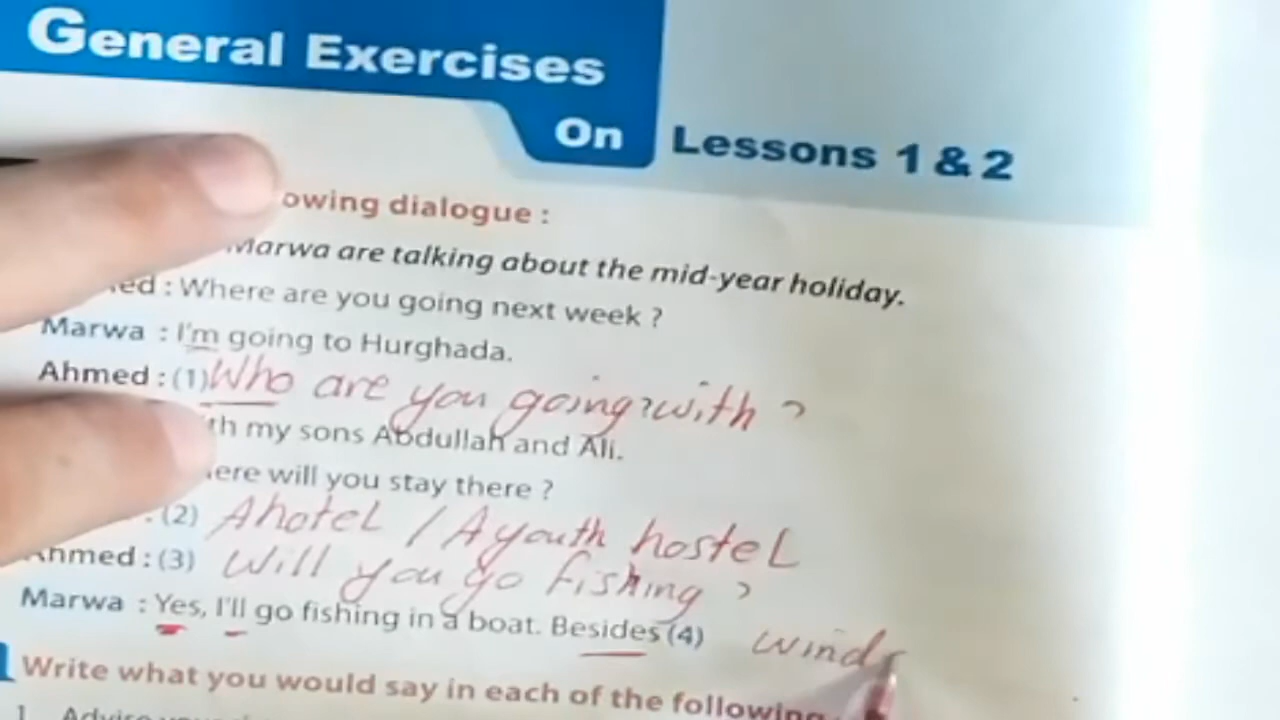 General Exercises
On Lessons 1 & 2
owing dialogue :
Marwa are talking about the mid-year holiday.
ed : Where are you going next week ?
Marwa : I'm going to Hurghada.
Ahmed : (1) Who are you going? with ?
th my sons Abdullah and Ali.
ere will you stay there ?
(2) A hotel / A youth hostel
Ahmed : (3) Will you go fishing ?
Marwa : Yes, I'll go fishing in a boat. Besides (4) winds
Write what you would say in each of the following
1